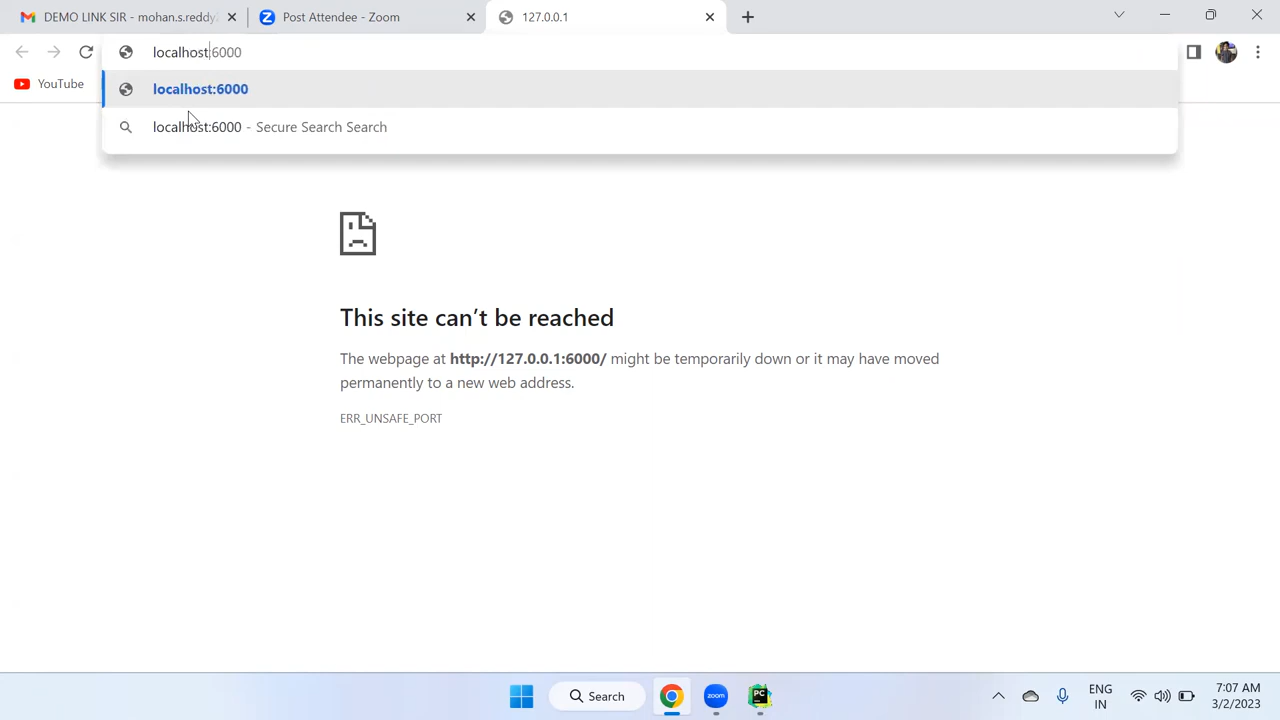 DEMO LINK SIR - mohan.s.reddy
Post Attendee - Zoom
127.0.0.1
localhost:6000
YouTube
localhost:6000
localhost:6000 - Secure Search Search
This site can't be reached
The webpage at http://127.0.0.1:6000/ might be temporarily down or it may have moved
permanently to a new web address.
ERR_UNSAFE_PORT
Search
zoom
PC
ENG
IN
7:07 AM
3/2/2023